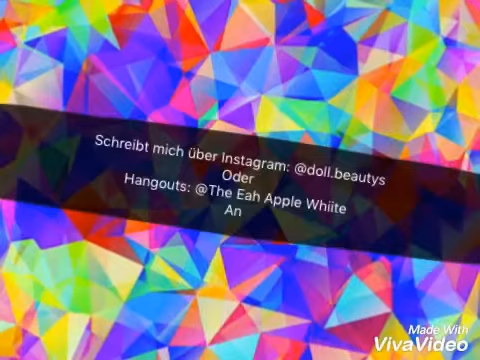 Schreibt mich über Instagram: @doll.beautys
Oder
Hangouts: @The Eah Apple Whiite
An
Made With
VivaVideo